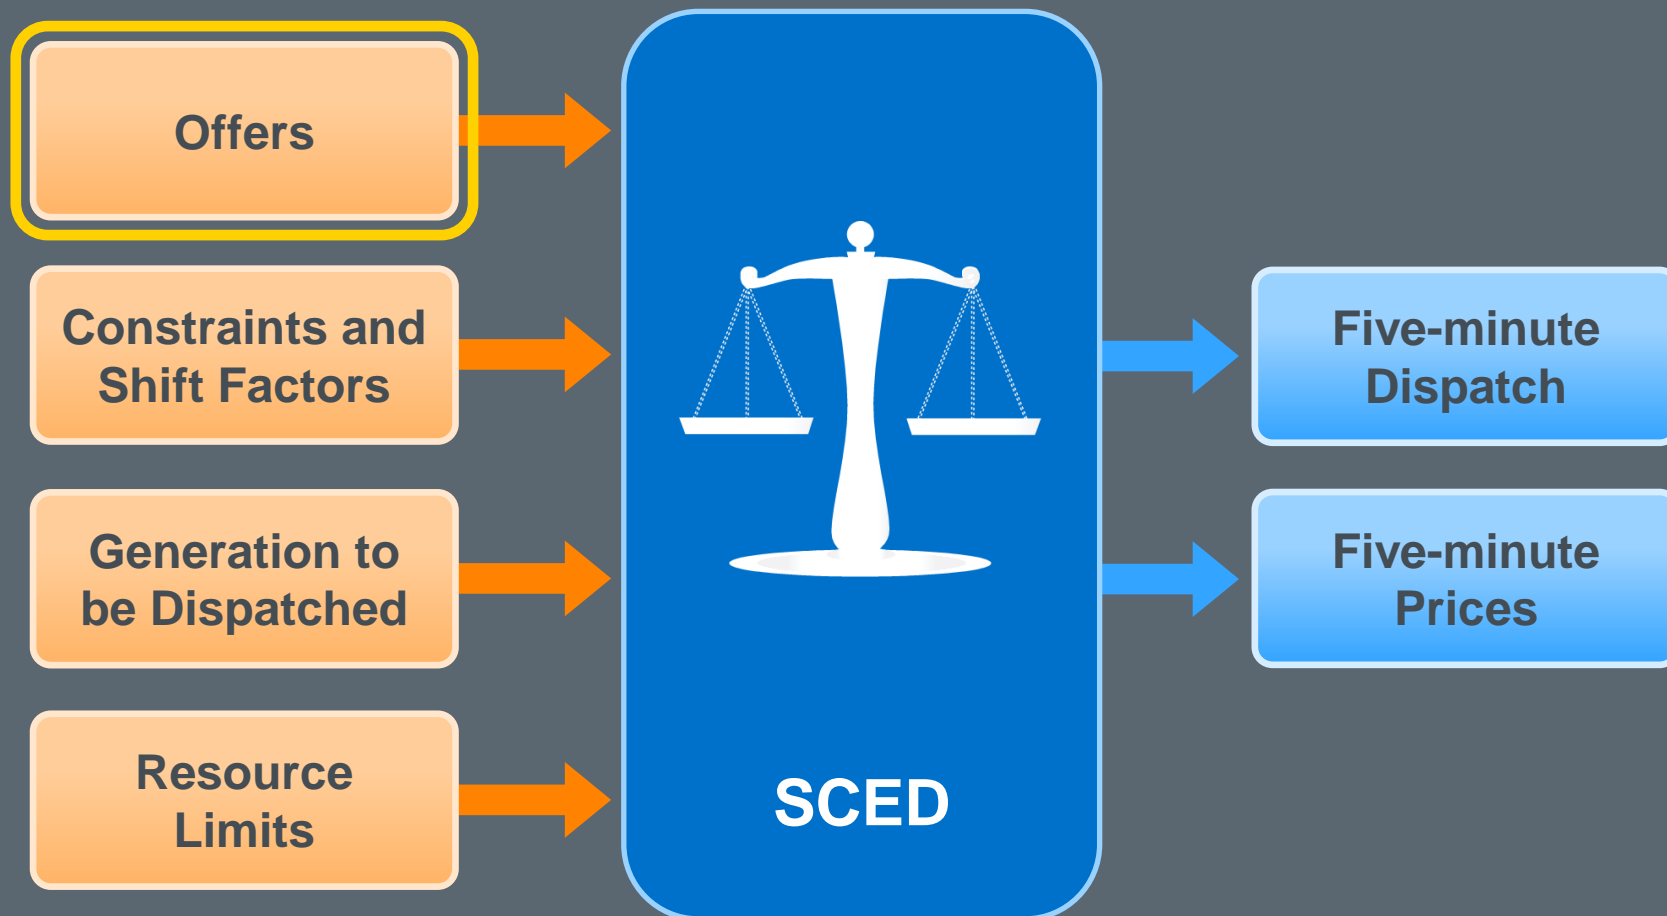 Offers
Constraints and
Shift Factors
Generation to
be Dispatched
Resource
Limits
SCED
Five-minute
Dispatch
Five-minute
Prices